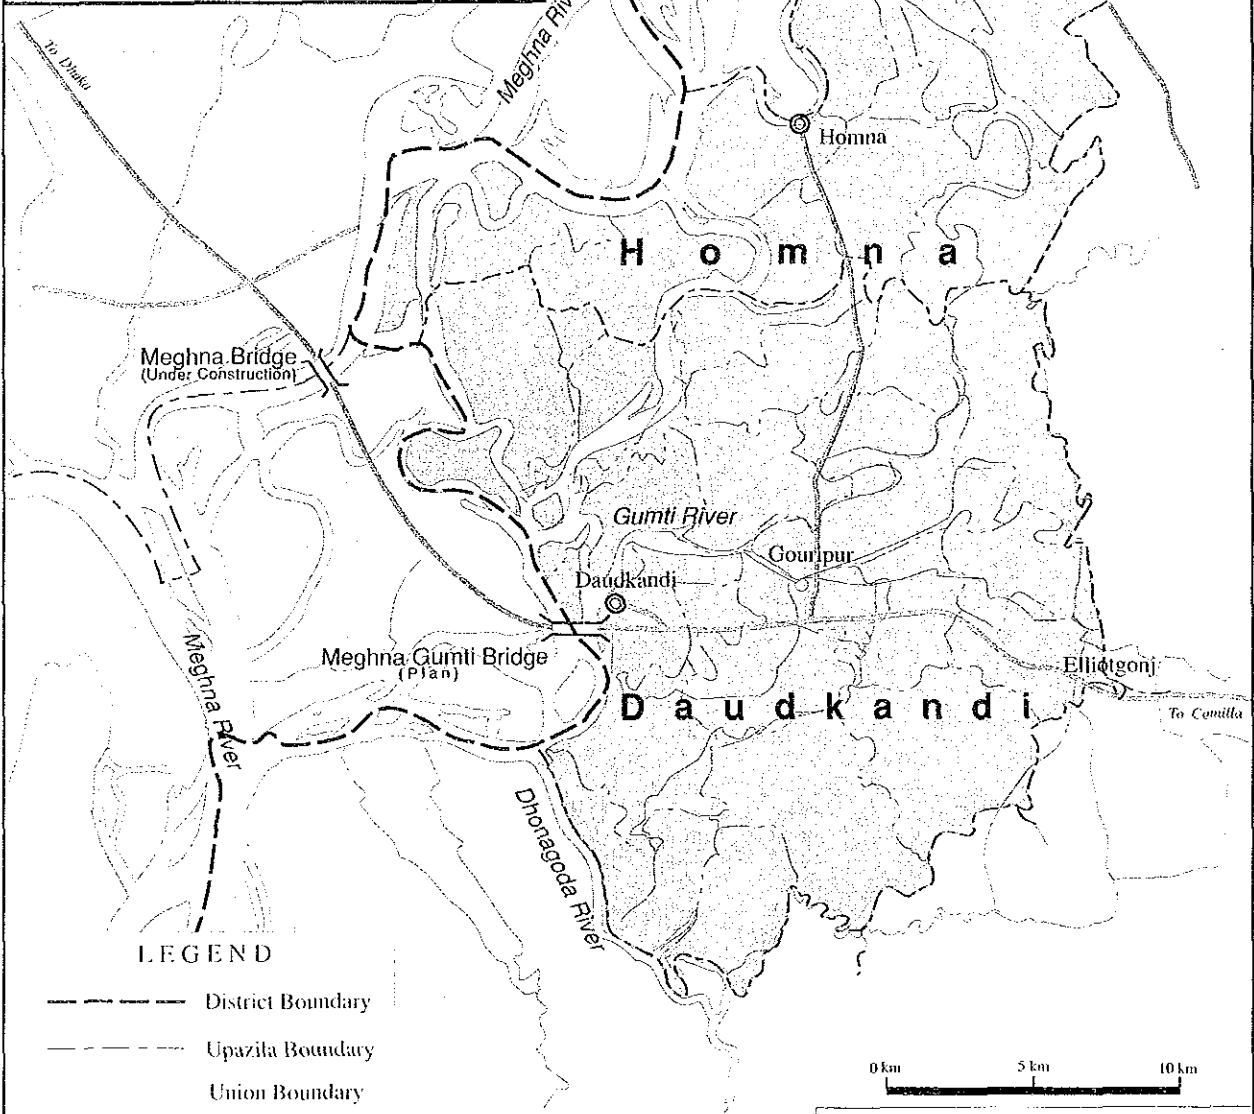 Meghna Riv
To Dhaka
Homna
H o m n a
Meghna Bridge
(Under Construction)
Gumti River
Gouripur
Daudkandi
Meghna Gumti Bridge
(Plan)
Meghna River
Elliotgonj
D a u d k a n d i
To Comilla
Dhonagoda River
LEGEND
District Boundary
Upazila Boundary
Union Boundary
0 km 5 km 10 km